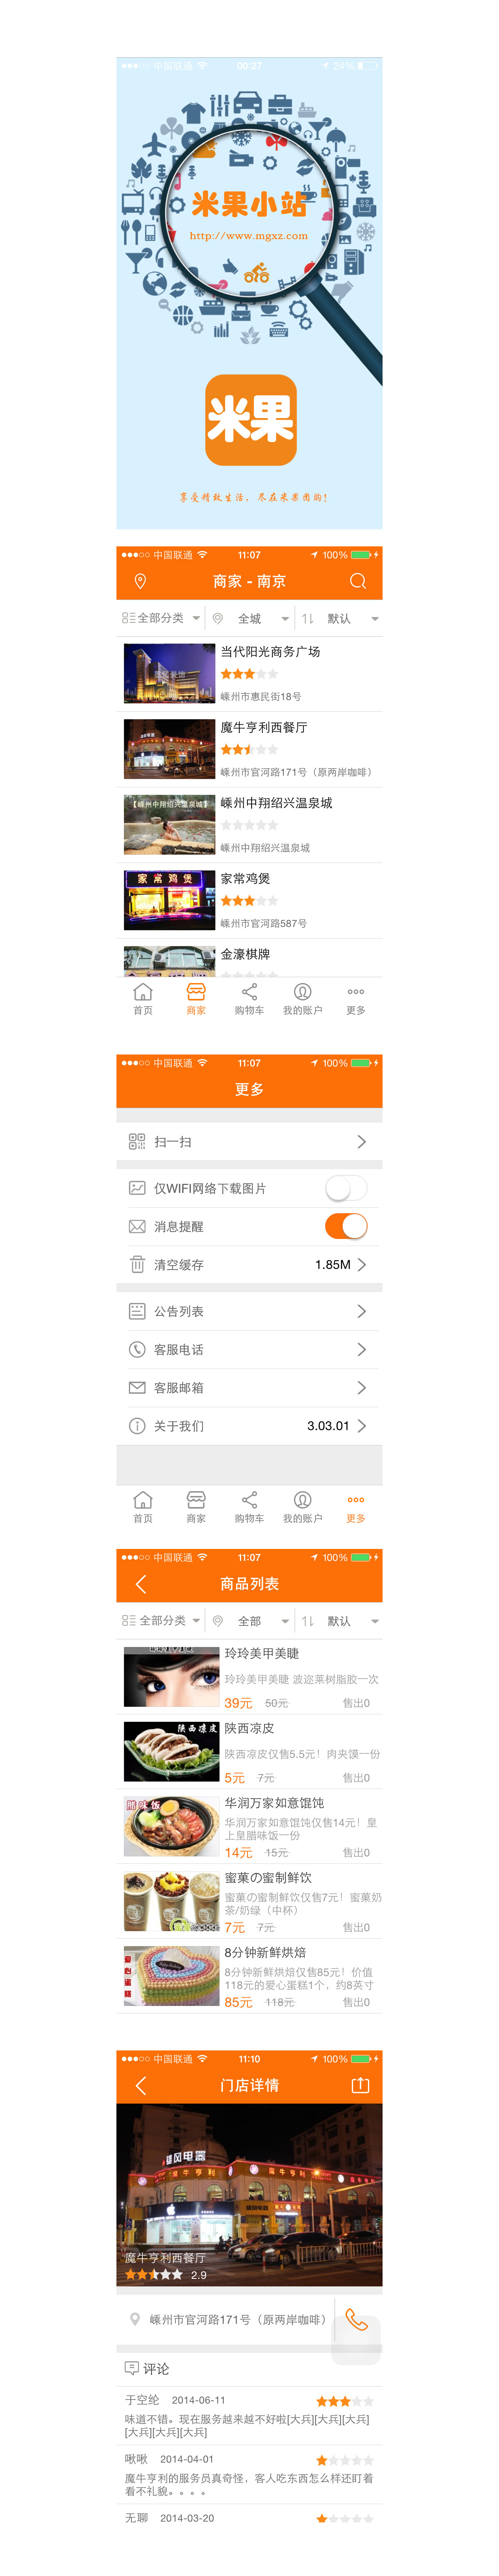 中国联通 00:27 24%
米果小站
http://www.mgxz.com
米果
享受精致生活，尽在米果团购!
中国联通 11:07 100%
商家 - 南京
全部分类 全城 默认
当代阳光商务广场
嵊州市惠民街18号
魔牛亨利西餐厅
嵊州市官河路171号（原两岸咖啡）
【嵊州中翔绍兴温泉城】
嵊州中翔绍兴温泉城
嵊州中翔绍兴温泉城
家常鸡煲
家常鸡煲
嵊州市官河路587号
金濠棋牌
首页 商家 购物车 我的账户 更多
中国联通 11:07 100%
更多
扫一扫
仅WIFI网络下载图片
消息提醒
清空缓存 1.85M
公告列表
客服电话
客服邮箱
关于我们 3.03.01
首页 商家 购物车 我的账户 更多
中国联通 11:07 100%
商品列表
全部分类 全部 默认
玲玲美甲美睫
玲玲美甲美睫 波迩莱树脂胶一次
39元 50元 售出0
陕西凉皮
陕西凉皮
陕西凉皮仅售5.5元！肉夹馍一份
5元 7元 售出0
腊味饭
华润万家如意馄饨
华润万家如意馄饨仅售14元！皇
上皇腊味饭一份
14元 15元 售出0
蜜菓の蜜制鲜饮
蜜菓の蜜制鲜饮仅售7元！蜜菓奶
茶/奶绿（中杯）
7元 7元 售出0
8分钟新鲜烘焙
8分钟新鲜烘焙仅售85元！价值
118元的爱心蛋糕1个，约8英寸
85元 118元 售出0
中国联通 11:10 100%
门店详情
魔牛亨利西餐厅
2.9
嵊州市官河路171号（原两岸咖啡）
评论
于空纶 2014-06-11
味道不错。现在服务越来越不好啦[大兵][大兵][大兵]
[大兵][大兵][大兵]
啾啾 2014-04-01
魔牛亨利的服务员真奇怪，客人吃东西怎么样还盯着
看不礼貌。。。。
无聊 2014-03-20